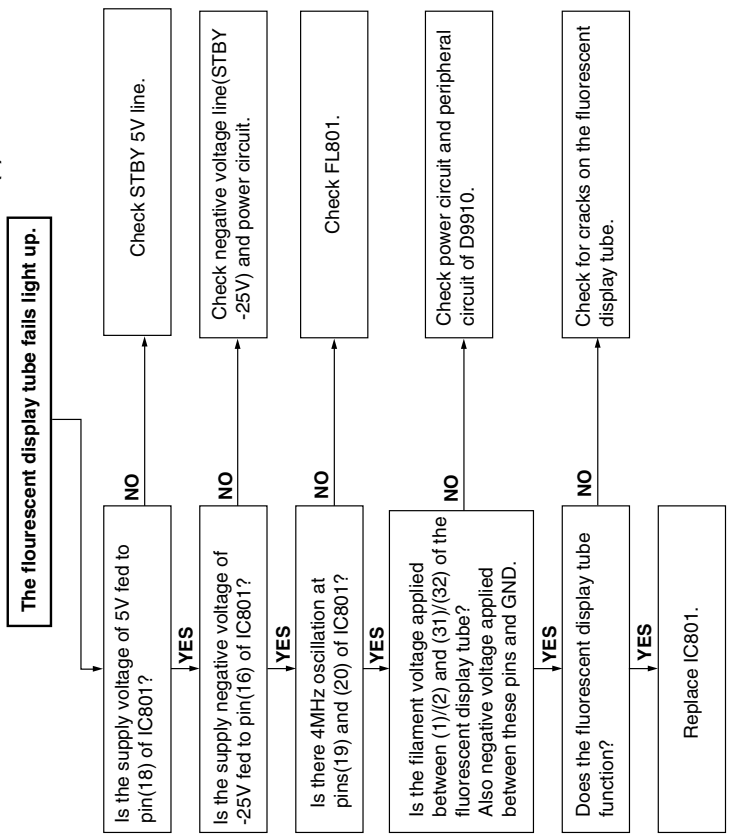 The flourescent display tube fails light up.
Is the supply voltage of 5V fed to
pin(18) of IC801?
NO
Check STBY 5V line.
YES
Is the supply negative voltage of
-25V fed to pin(16) of IC801?
NO
Check negative voltage line(STBY
-25V) and power circuit.
YES
Is there 4MHz oscillation at
pins(19) and (20) of IC801?
NO
Check FL801.
YES
Is the filament voltage applied
between (1)/(2) and (31)/(32) of the
fluorescent display tube?
Also negative voltage applied
between these pins and GND.
NO
Check power circuit and peripheral
circuit of D9910.
YES
Does the fluorescent display tube
function?
NO
Check for cracks on the fluorescent
display tube.
YES
Replace IC801.